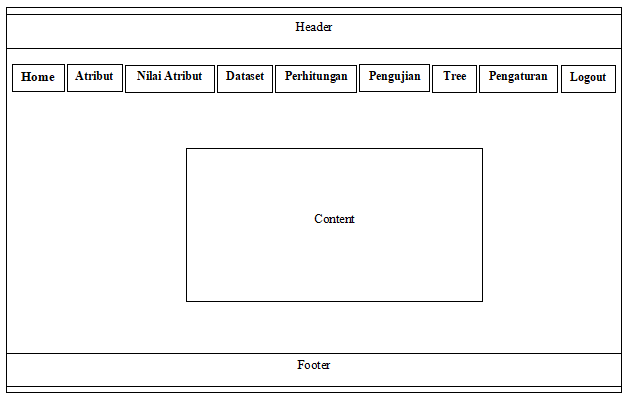 Header
Home Atribut Nilai Atribut Dataset Perhitungan Pengujian Tree Pengaturan Logout
Content
Footer